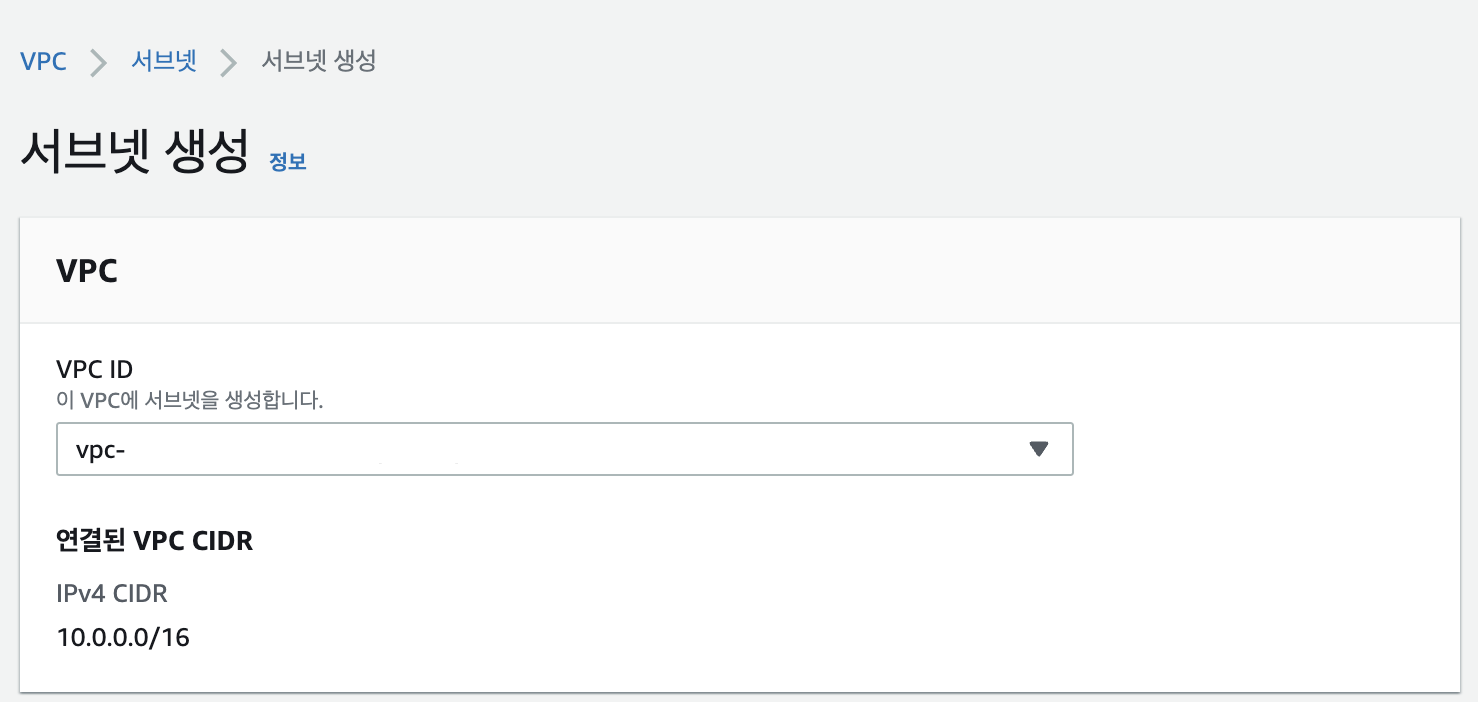 VPC 서브넷 서브넷 생성
서브넷 생성 정보
VPC
VPC ID
이 VPC에 서브넷을 생성합니다.
vpc-
연결된 VPC CIDR
IPv4 CIDR
10.0.0.0/16